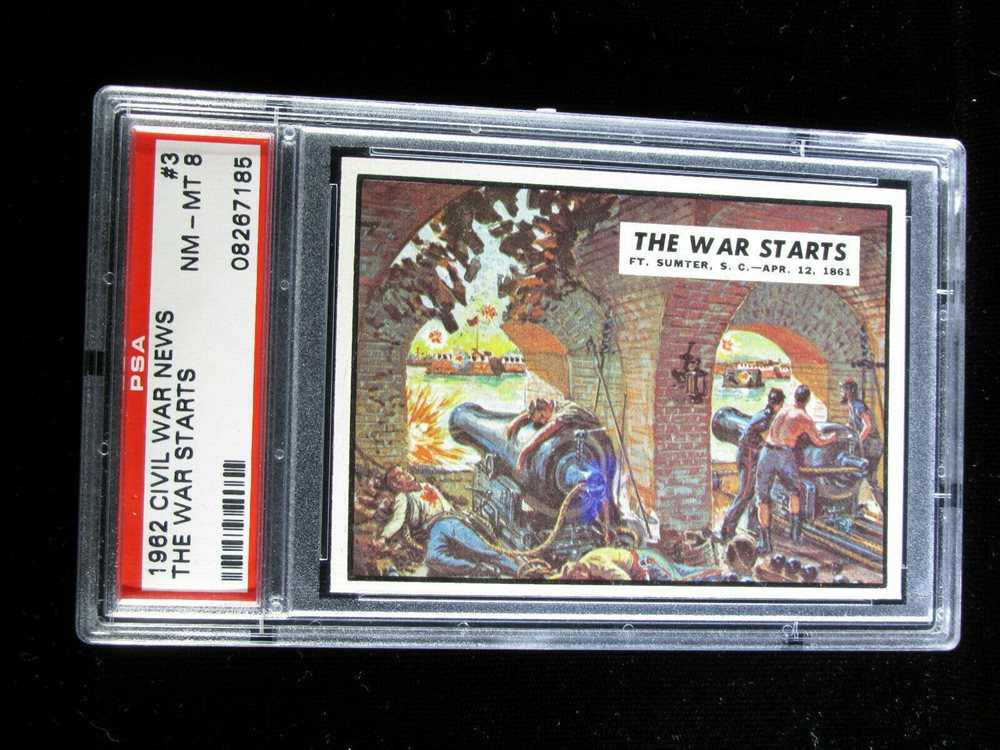 PSA
1962 CIVIL WAR NEWS #3
THE WAR STARTS NM-MT 8
08267185
THE WAR STARTS
FT. SUMTER, S. C.—APR. 12, 1861